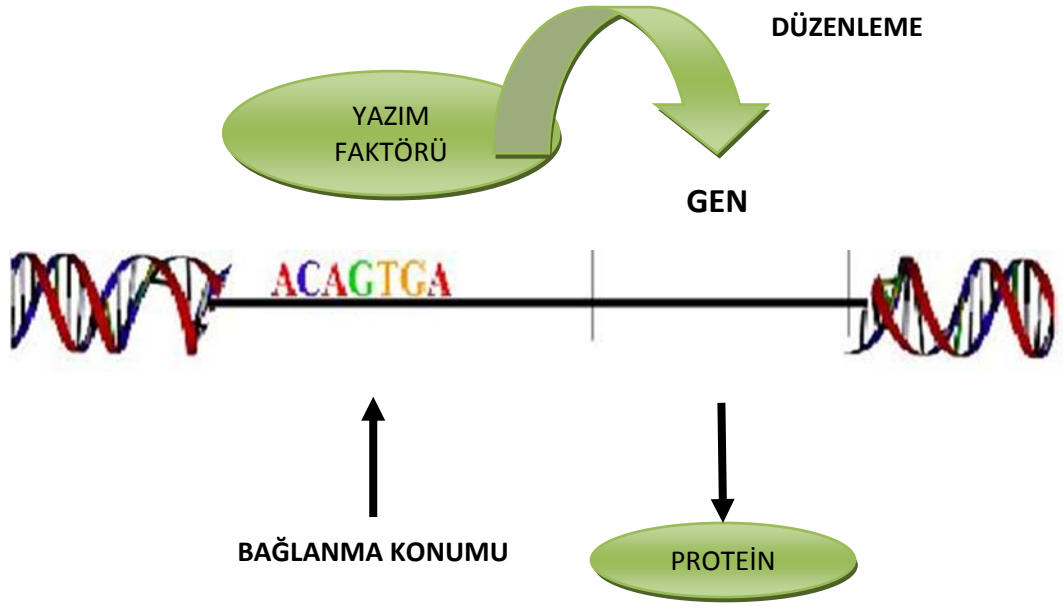 DÜZENLEME
YAZIM
FAKTÖRÜ
GEN
ACAGTGA
BAĞLANMA KONUMU
PROTEİN